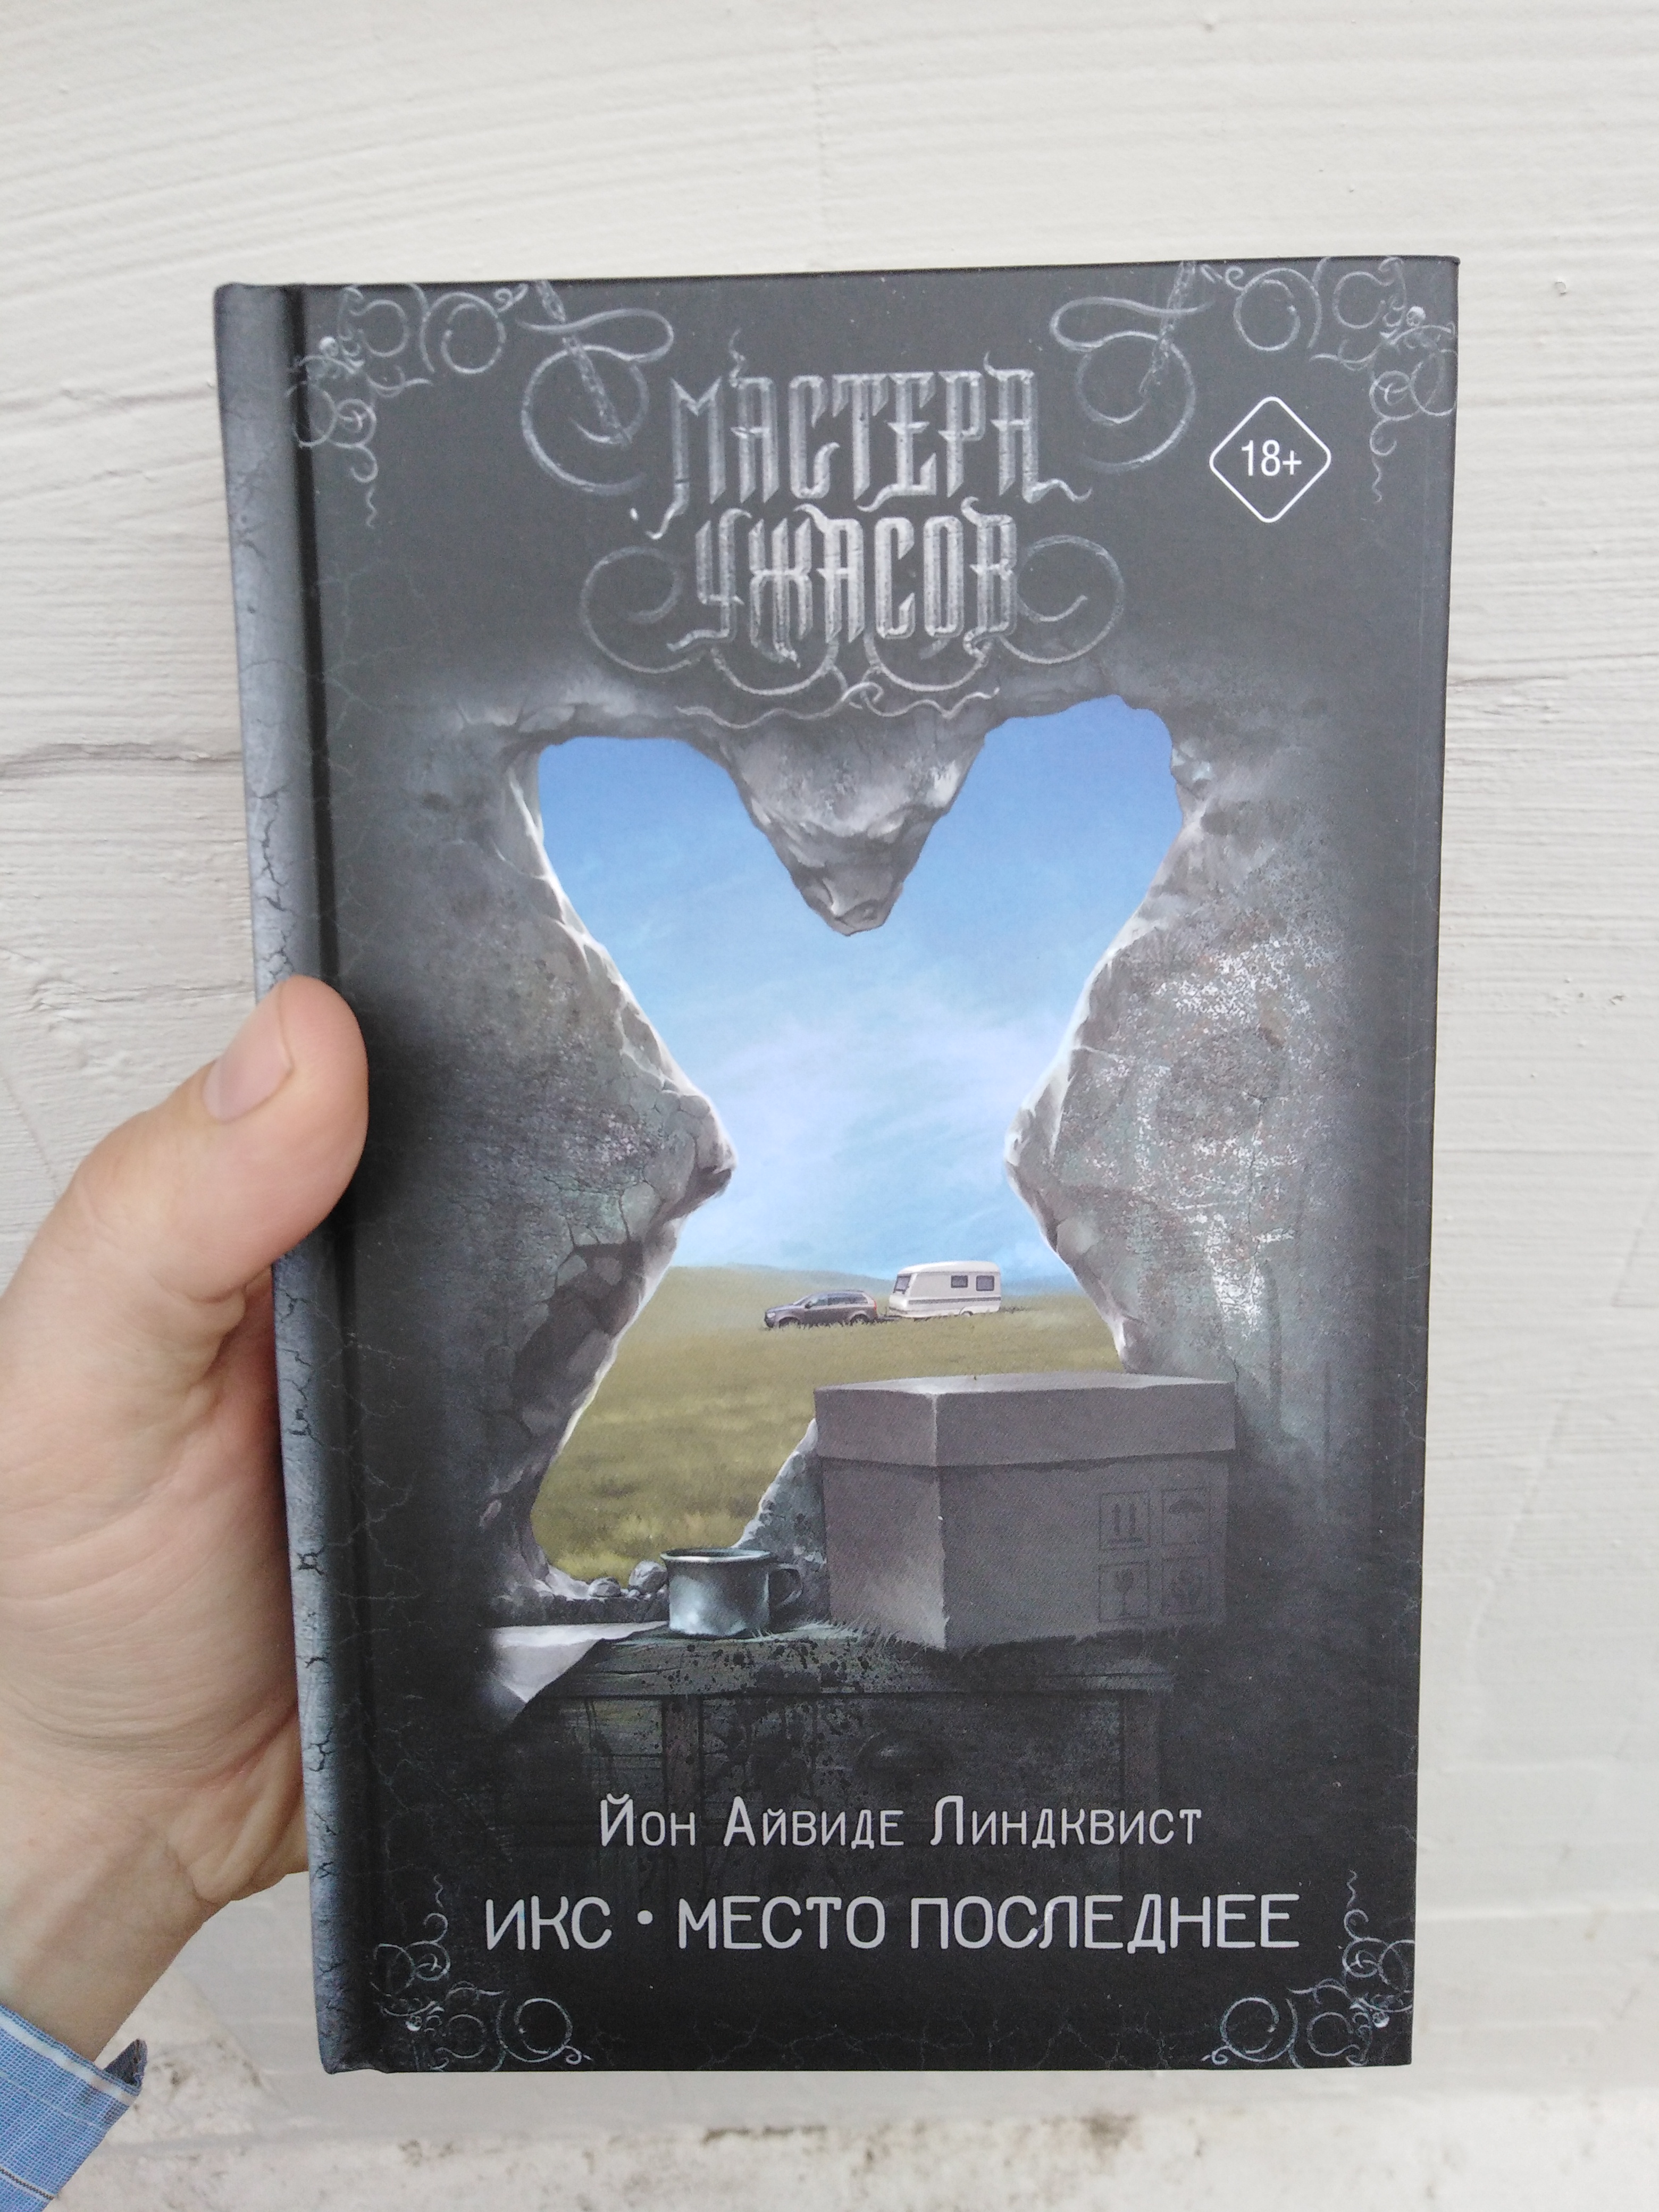 МАСТЕРА
УЖАСОВ
18+
Йон Айвиде Линдквист
ИКС • МЕСТО ПОСЛЕДНЕЕ